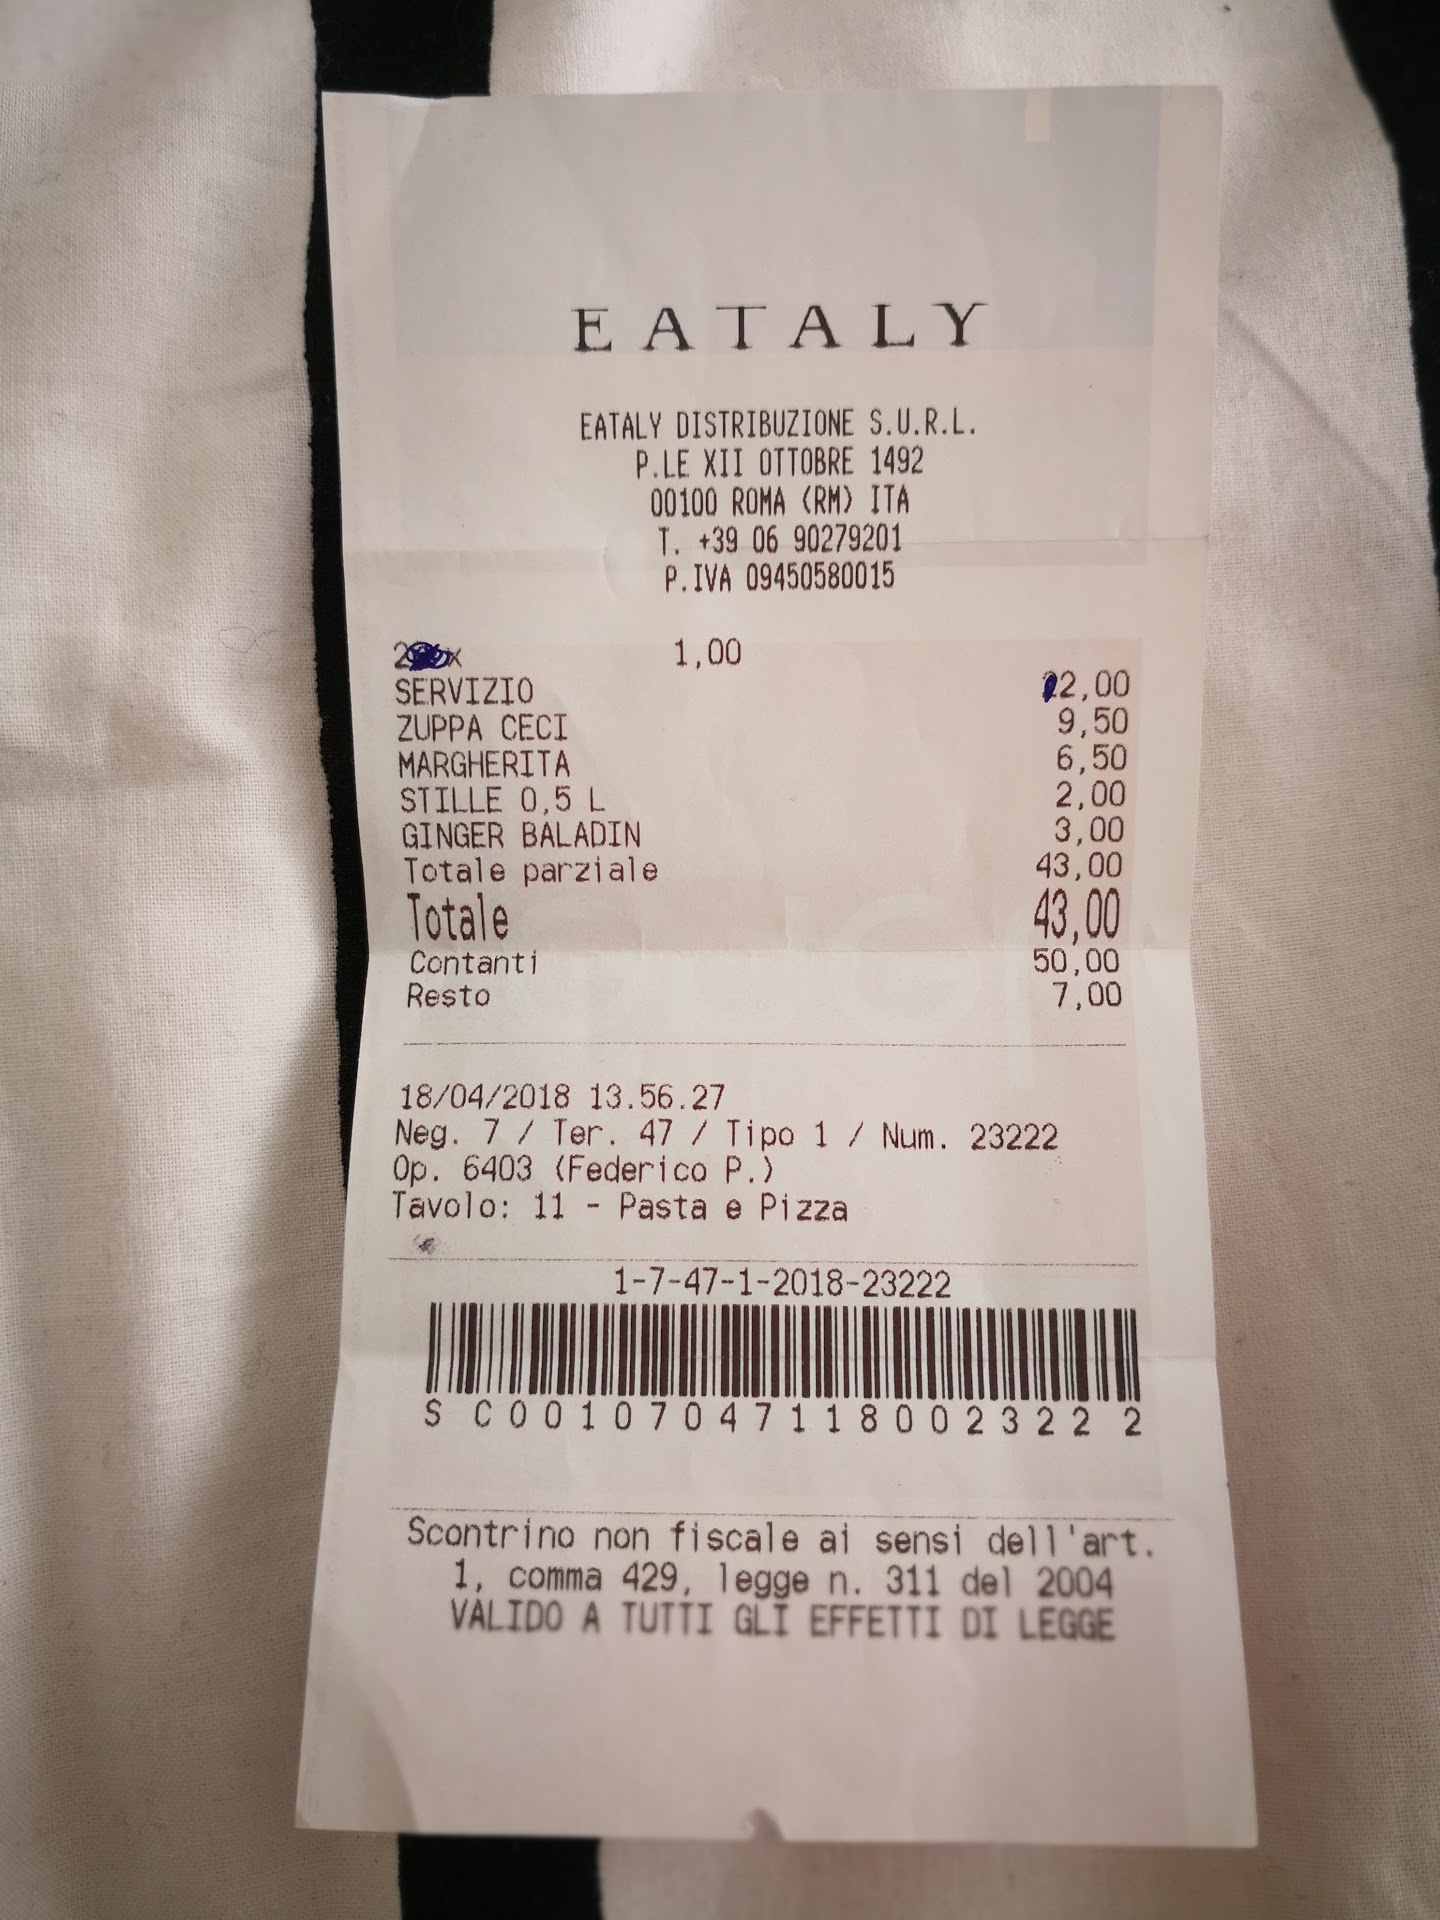 EATALY
EATALY DISTRIBUZIONE S.U.R.L.
P.LE XII OTTOBRE 1492
00100 ROMA (RM) ITA
T. +39 06 90279201
P.IVA 09450580015
2 x 1,00
SERVIZIO 22,00
ZUPPA CECI 9,50
MARGHERITA 6,50
STILLE 0,5 L 2,00
GINGER BALADIN 3,00
Totale parziale 43,00
Totale 43,00
Contanti 50,00
Resto 7,00
18/04/2018 13.56.27
Neg. 7 / Ter. 47 / Tipo 1 / Num. 23222
Op. 6403 (Federico P.)
Tavolo: 11 - Pasta e Pizza
1-7-47-1-2018-23222
SC0010704711800232222
Scontrino non fiscale ai sensi dell'art.
1, comma 429, legge n. 311 del 2004
VALIDO A TUTTI GLI EFFETTI DI LEGGE